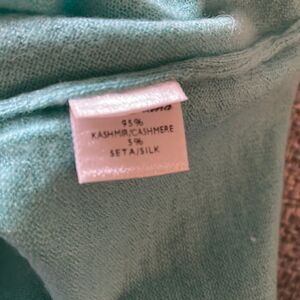 95%
KASHMIR/CASHMERE
5%
SETA/SILK